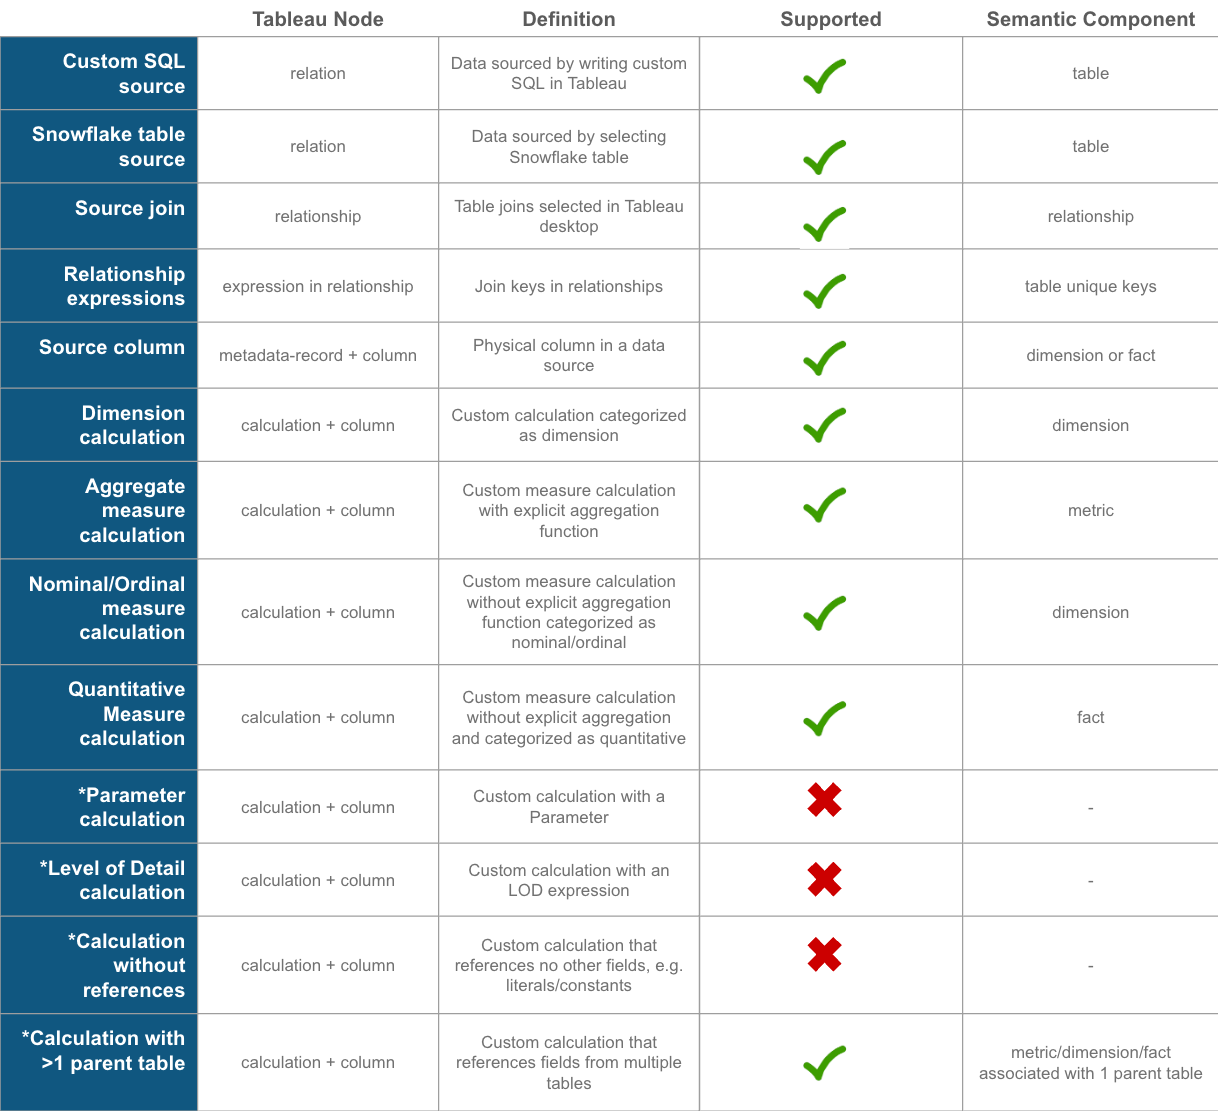 Tableau Node Definition Supported Semantic Component
Custom SQL
source
relation
Data sourced by writing custom
SQL in Tableau
table
Snowflake table
source
relation
Data sourced by selecting
Snowflake table
table
Source join
relationship
Table joins selected in Tableau
desktop
relationship
Relationship
expressions
expression in relationship
Join keys in relationships
table unique keys
Source column
metadata-record + column
Physical column in a data
source
dimension or fact
Dimension
calculation
calculation + column
Custom calculation categorized
as dimension
dimension
Aggregate
measure
calculation
calculation + column
Custom measure calculation
with explicit aggregation
function
metric
Nominal/Ordinal
measure
calculation
calculation + column
Custom measure calculation
without explicit aggregation
function categorized as
nominal/ordinal
dimension
Quantitative
Measure
calculation
calculation + column
Custom measure calculation
without explicit aggregation
and categorized as quantitative
fact
*Parameter
calculation
calculation + column
Custom calculation with a
Parameter
-
*Level of Detail
calculation
calculation + column
Custom calculation with an
LOD expression
-
*Calculation
without
references
calculation + column
Custom calculation that
references no other fields, e.g.
literals/constants
-
*Calculation with
>1 parent table
calculation + column
Custom calculation that
references fields from multiple
tables
metric/dimension/fact
associated with 1 parent table